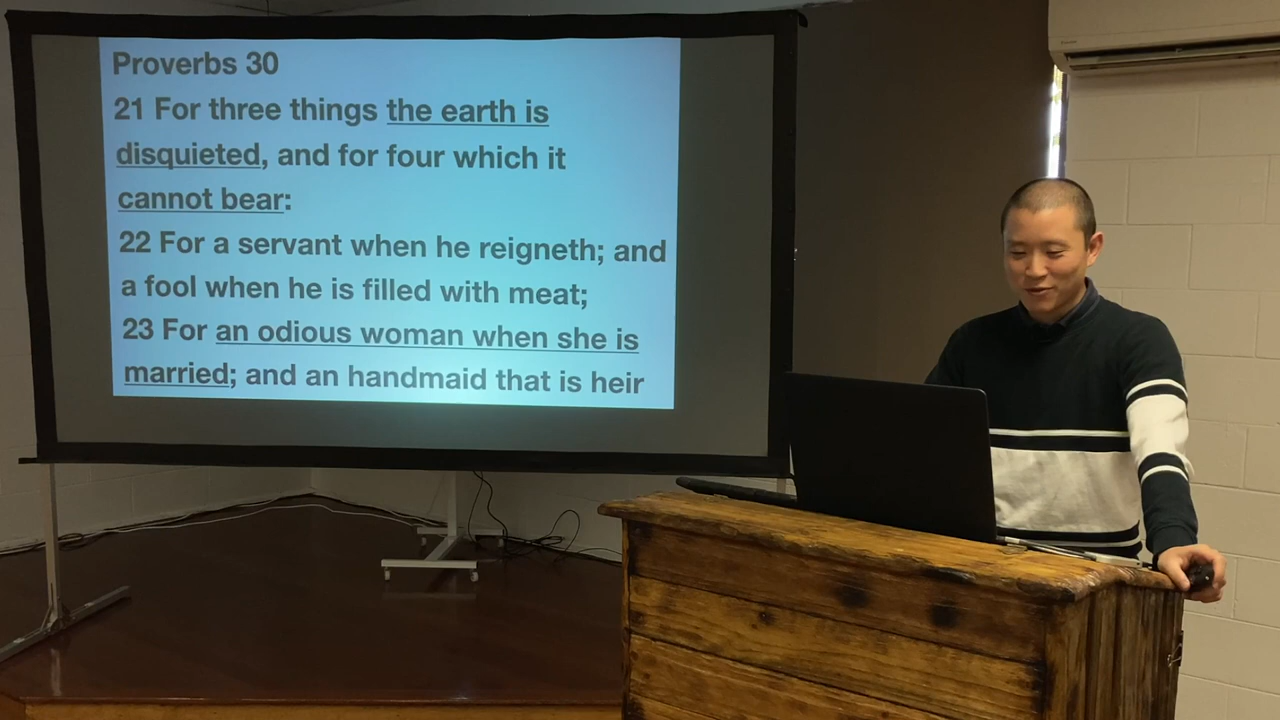 Proverbs 30
21 For three things the earth is
disquieted, and for four which it
cannot bear:
22 For a servant when he reigneth; and
a fool when he is filled with meat;
23 For an odious woman when she is
married; and an handmaid that is heir